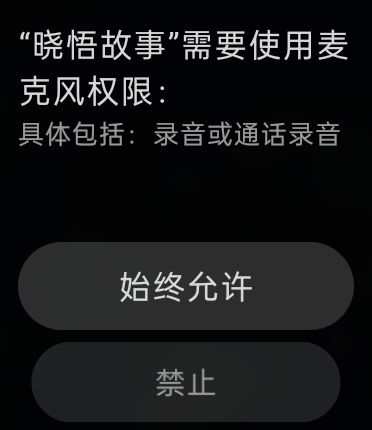 “晓悟故事”需要使用麦
克风权限：
具体包括：录音或通话录音
始终允许
禁止